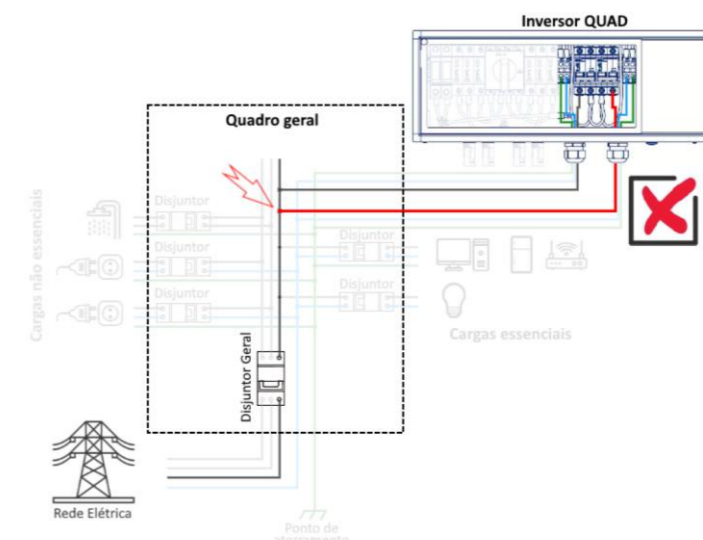 Inversor QUAD
Quadro geral
Cargas não essenciais
Disjuntor
Disjuntor
Disjuntor
Disjuntor
Disjuntor
Cargas essenciais
Disjuntor Geral
Rede Elétrica
Ponto de
aterramento